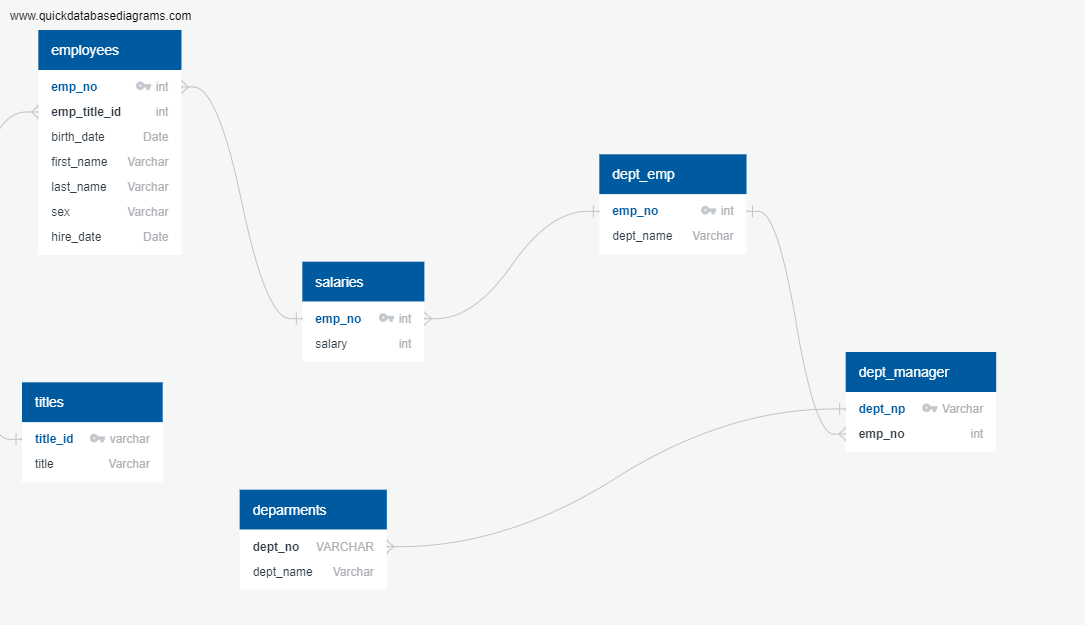 www.quickdatabasediagrams.com
employees
emp_no int
emp_title_id int
birth_date Date
first_name Varchar
last_name Varchar
sex Varchar
hire_date Date
dept_emp
emp_no int
dept_name Varchar
salaries
emp_no int
salary int
dept_manager
dept_np Varchar
emp_no int
titles
title_id varchar
title Varchar
deparments
dept_no VARCHAR
dept_name Varchar